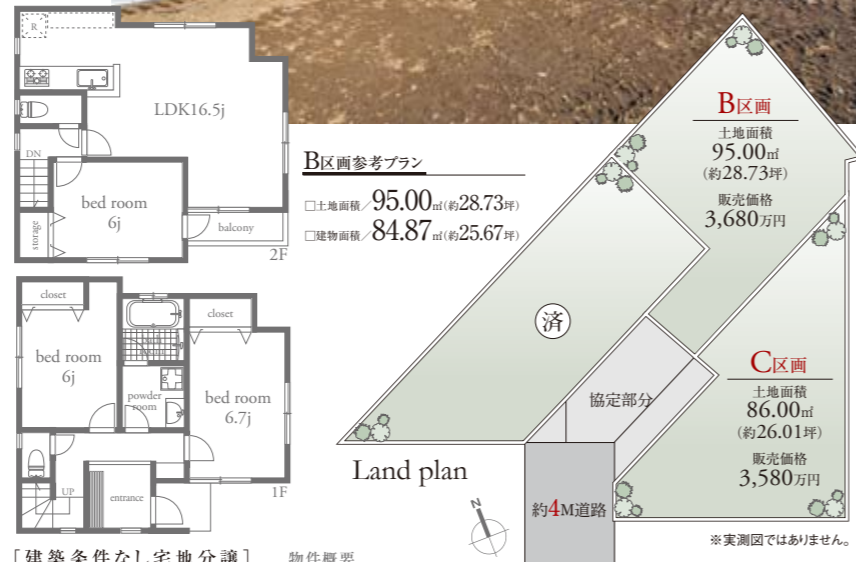 R
LDK16.5j
DN
bed room
6j
storage
balcony
2F
closet
bed room
6j
bath
room
closet
powder
room
bed room
6.7j
UP
entrance
1F
B区画参考プラン
□土地面積／95.00㎡(約28.73坪)
□建物面積／84.87㎡(約25.67坪)
B区画
土地面積
95.00㎡
(約28.73坪)
販売価格
3,680万円
済
協定部分
C区画
土地面積
86.00㎡
(約26.01坪)
販売価格
3,580万円
Land plan
N
約4M道路
※実測図ではありません。
［建築条件なし宅地分譲］
物件概要